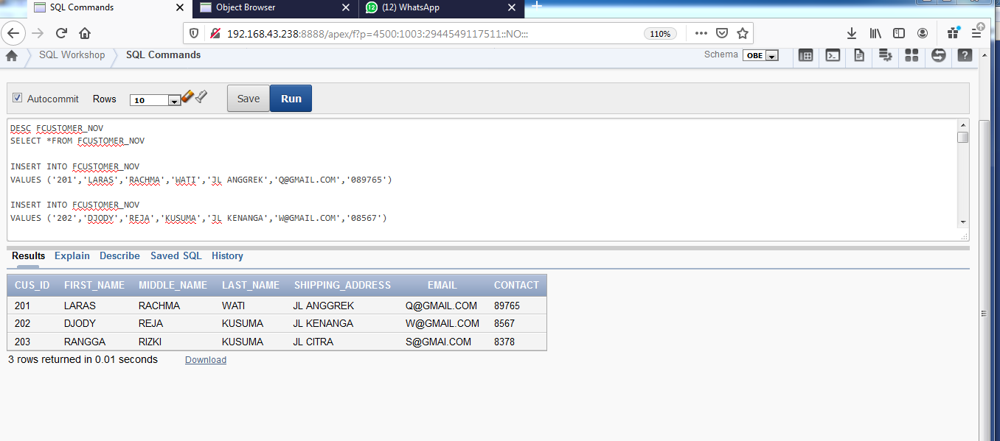 SQL Commands
Object Browser
12 (12) WhatsApp
192.168.43.238:8888/apex/f?p=4500:1003:2944549117511::NO:::
110%
SQL Workshop SQL Commands
Schema OBE
?
Autocommit Rows 10 Save Run
DESC FCUSTOMER_NOV
SELECT *FROM FCUSTOMER_NOV
INSERT INTO FCUSTOMER_NOV
VALUES ('201','LARAS','RACHMA','WATI','JL ANGGREK','Q@GMAIL.COM','089765')
INSERT INTO FCUSTOMER_NOV
VALUES ('202','DJODY','REJA','KUSUMA','JL KENANGA','W@GMAIL.COM','08567')
Results Explain Describe Saved SQL History
CUS_ID FIRST_NAME MIDDLE_NAME LAST_NAME SHIPPING_ADDRESS EMAIL CONTACT
201 LARAS RACHMA WATI JL ANGGREK Q@GMAIL.COM 89765
202 DJODY REJA KUSUMA JL KENANGA W@GMAIL.COM 8567
203 RANGGA RIZKI KUSUMA JL CITRA S@GMAI.COM 8378
3 rows returned in 0.01 seconds Download